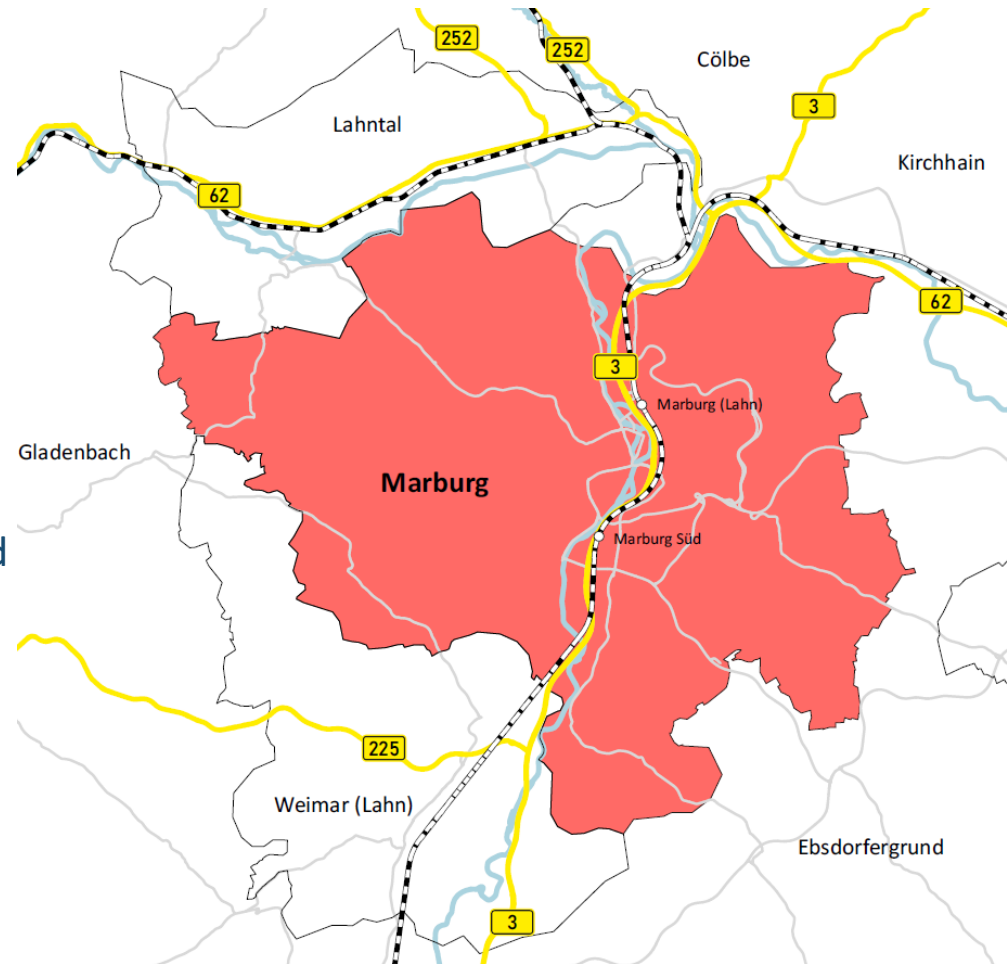 252
252
Cölbe
3
Lahntal
Kirchhain
62
62
3
Marburg (Lahn)
Gladenbach
Marburg
Marburg Süd
d
225
Weimar (Lahn)
Ebsdorfergrund
3